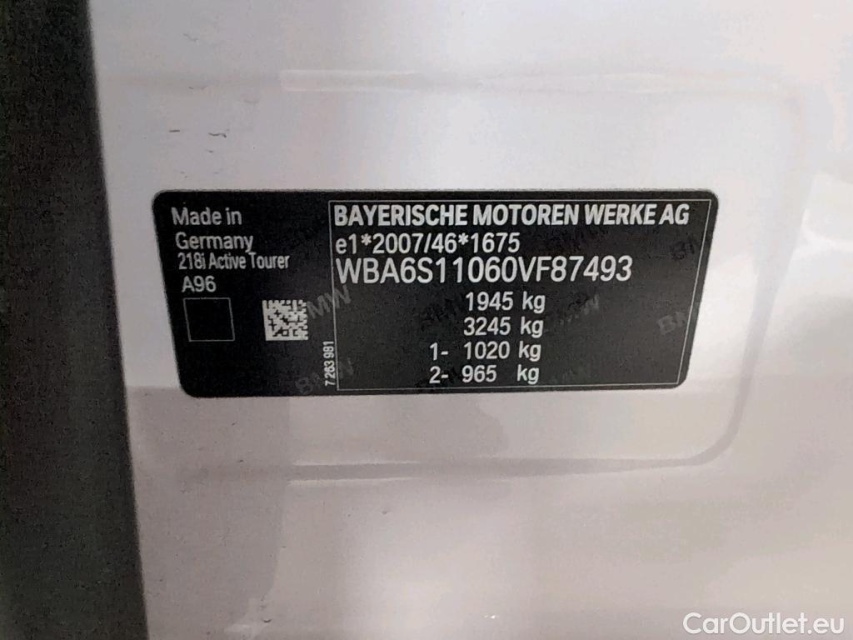 Made in
Germany
218i Active Tourer
A96
7 263 981
BAYERISCHE MOTOREN WERKE AG
e1*2007/46*1675
WBA6S11060VF87493
1945 kg
3245 kg
1- 1020 kg
2- 965 kg
CarOutlet.eu